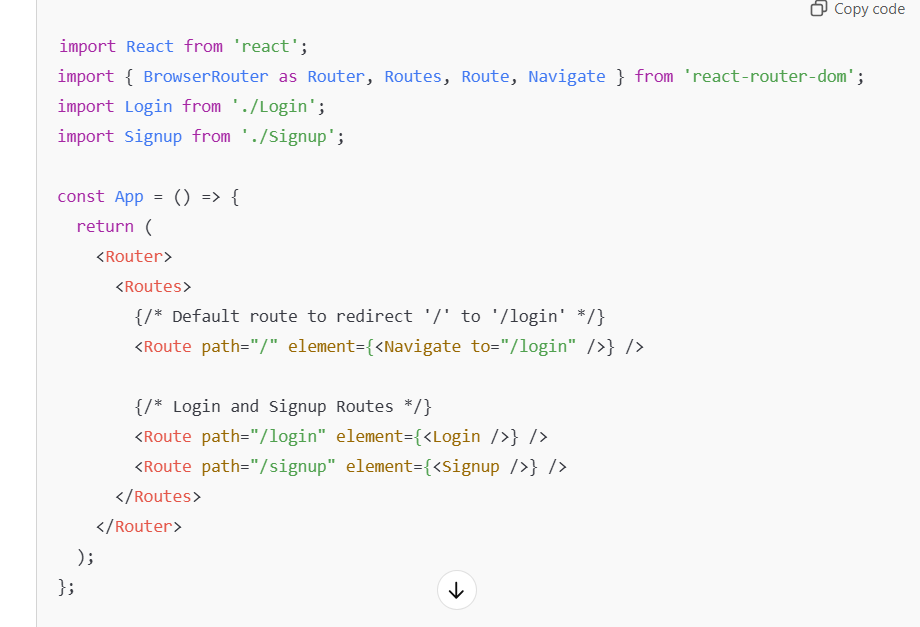 Copy code
import React from 'react';
import { BrowserRouter as Router, Routes, Route, Navigate } from 'react-router-dom';
import Login from './Login';
import Signup from './Signup';

const App = () => {
  return (
    <Router>
      <Routes>
        {/* Default route to redirect '/' to '/login' */}
        <Route path="/" element={<Navigate to="/login" />} />

        {/* Login and Signup Routes */}
        <Route path="/login" element={<Login />} />
        <Route path="/signup" element={<Signup />} />
      </Routes>
    </Router>
  );
};